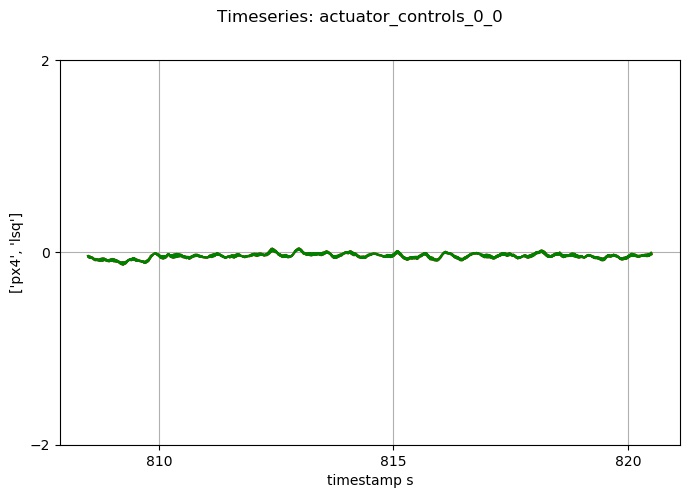 Timeseries: actuator_controls_0_0
2
0
−2
['px4', 'lsq']
810
815
820
timestamp s